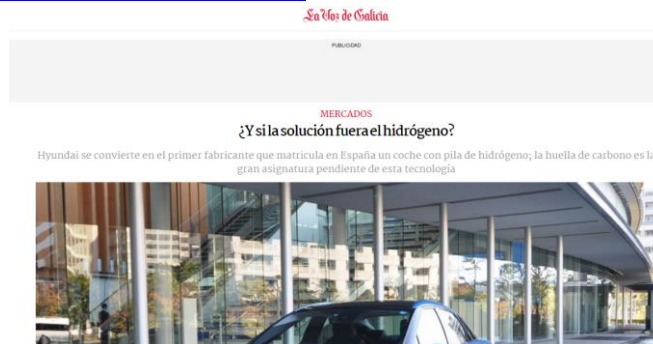 La Voz de Galicia
PUBLICIDAD
MERCADOS
¿Y si la solución fuera el hidrógeno?
Hyundai se convierte en el primer fabricante que matricula en España un coche con pila de hidrógeno; la huella de carbono es la
gran asignatura pendiente de esta tecnología